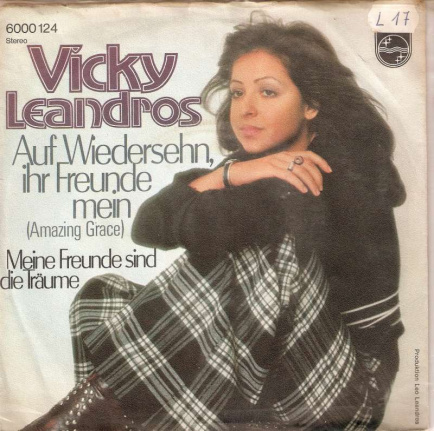 6000 124
Stereo
L 17
Vicky
Leandros
Auf Wiedersehn,
ihr Freunde
mein
(Amazing Grace)
Meine Freunde sind
die Träume
Produktion Leo Leandros